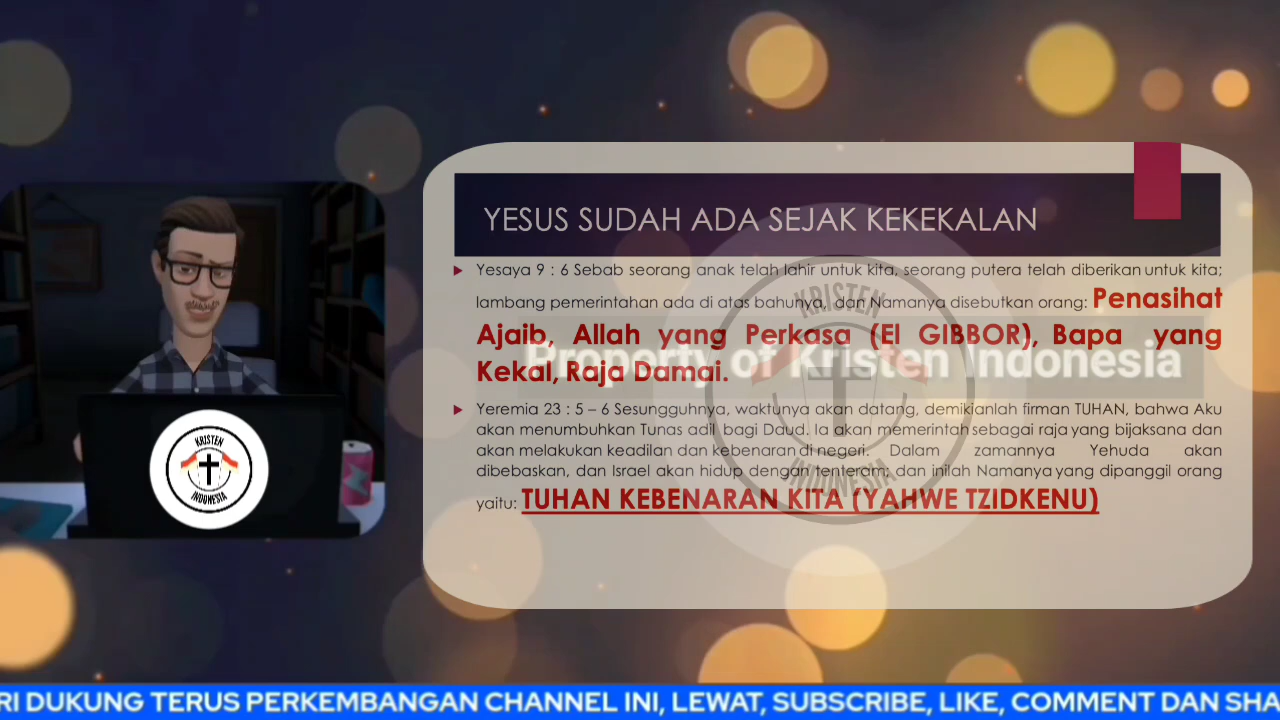 YESUS SUDAH ADA SEJAK KEKEKALAN
Yesaya 9 : 6 Sebab seorang anak telah lahir untuk kita, seorang putera telah diberikan untuk kita;
lambang pemerintahan ada di atas bahunya, dan Namanya disebutkan orang: Penasihat
Ajaib, Allah yang Perkasa (El GIBBOR), Bapa yang
Kekal, Raja Damai.
Property of Kristen Indonesia
Yeremia 23 : 5 – 6 Sesungguhnya, waktunya akan datang, demikianlah firman TUHAN, bahwa Aku
akan menumbuhkan Tunas adil bagi Daud. Ia akan memerintah sebagai raja yang bijaksana dan
akan melakukan keadilan dan kebenaran di negeri. Dalam zamannya Yehuda akan
dibebaskan, dan Israel akan hidup dengan tenteram; dan inilah Namanya yang dipanggil orang
yaitu: TUHAN KEBENARAN KITA (YAHWE TZIDKENU)
KRISTEN
INDONESIA
KRISTEN
INDONESIA
RI DUKUNG TERUS PERKEMBANGAN CHANNEL INI, LEWAT, SUBSCRIBE, LIKE, COMMENT DAN SHA